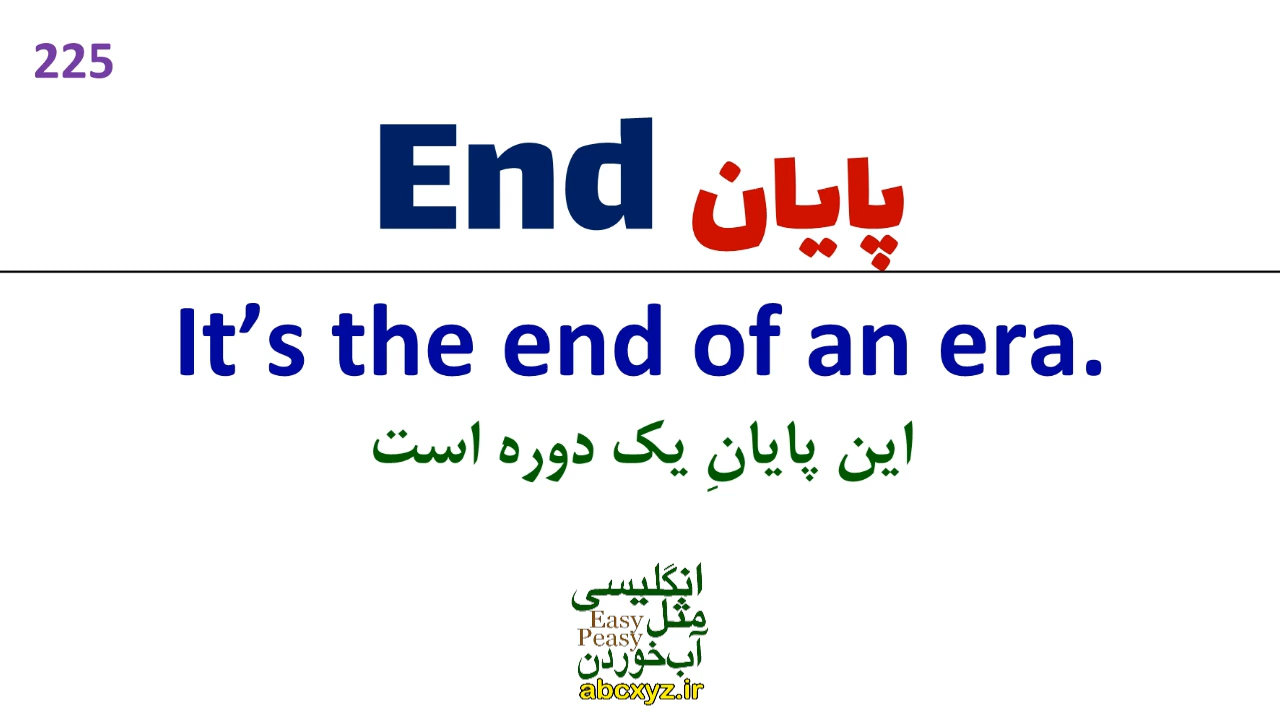 225
End پایان
It’s the end of an era.
این پایانِ یک دوره است
انگلیسی
مثل
Easy
Peasy
آب‌خوردن
abcxyz.ir